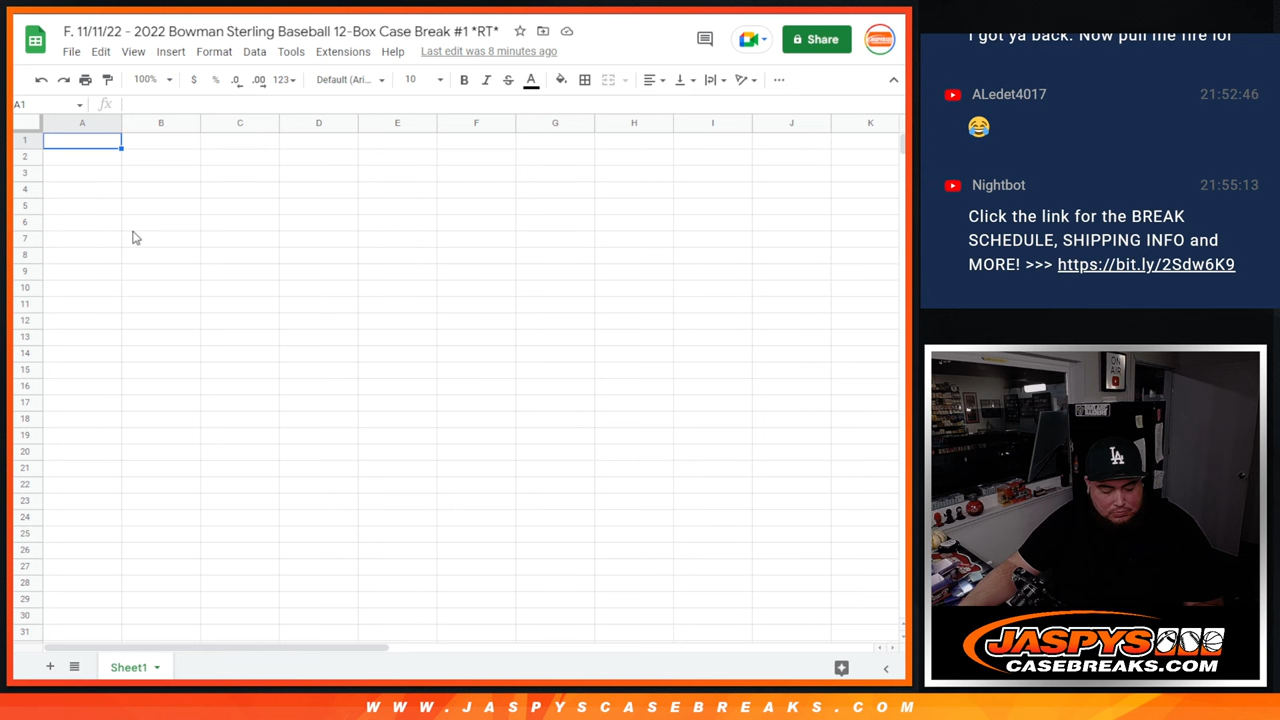 F. 11/11/22 - 2022 Bowman Sterling Baseball 12-Box Case Break #1 *RT*
File Edit View Insert Format Data Tools Extensions Help Last edit was 8 minutes ago
Share
100% $ % .0 .00 123 Default (Ari... 10 B I S A
A1 fx
A B C D E F G H I J K
1
2
3
4
5
6
7
8
9
10
11
12
13
14
15
16
17
18
19
20
21
22
23
24
25
26
27
28
29
30
31
Sheet1
I got ya back. Now pull me fire lol
ALedet4017 21:52:46
😂
Nightbot 21:55:13
Click the link for the BREAK
SCHEDULE, SHIPPING INFO and
MORE! >>> https://bit.ly/2Sdw6K9
ON
AIR
LA
JASPYS
CASEBREAKS.COM
WWW.JASPYSCASEBREAKS.COM